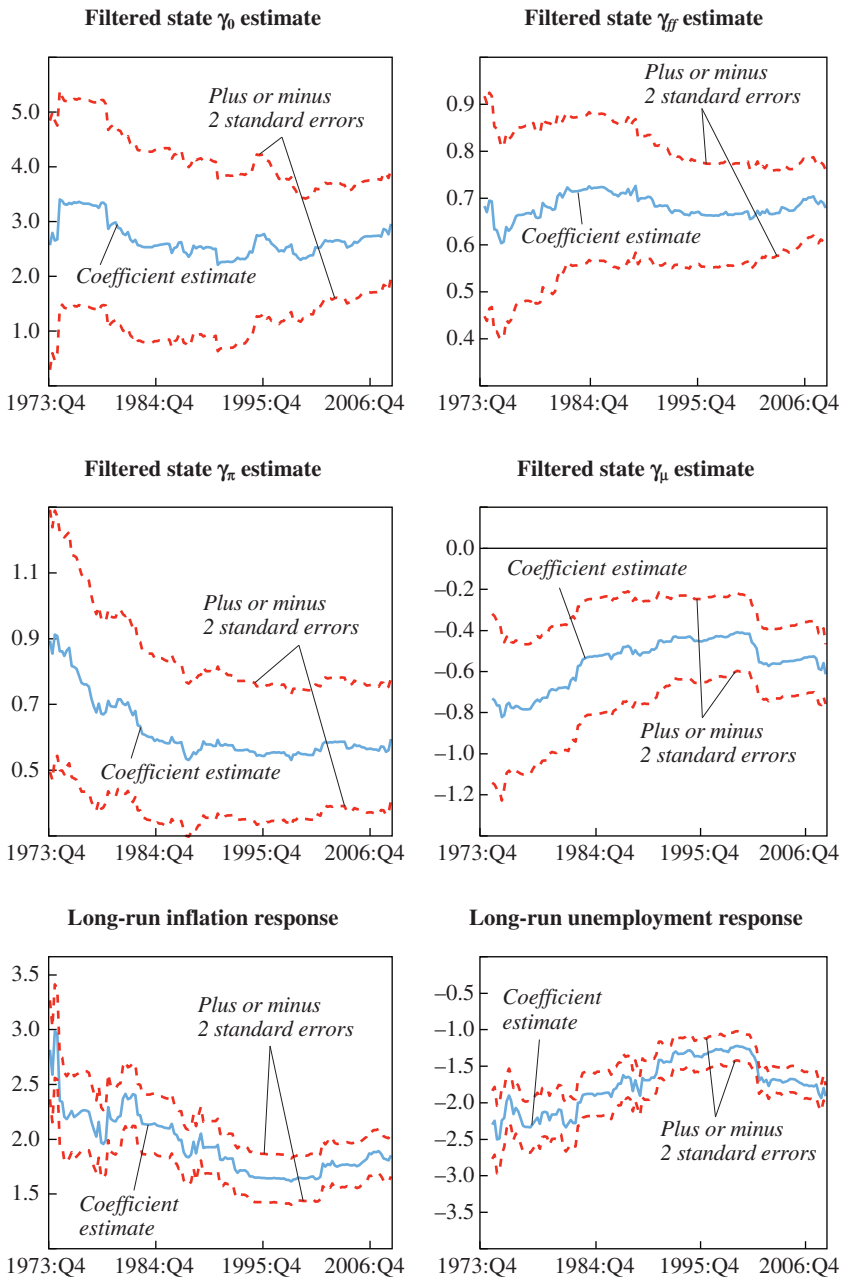 Filtered state γ0 estimate
5.0
4.0
3.0
2.0
1.0
Plus or minus
2 standard errors
Coefficient estimate
1973:Q4 1984:Q4 1995:Q4 2006:Q4
Filtered state γff estimate
0.9
0.8
0.7
0.6
0.5
0.4
Plus or minus
2 standard errors
Coefficient estimate
1973:Q4 1984:Q4 1995:Q4 2006:Q4
Filtered state γπ estimate
1.1
0.9
0.7
0.5
Plus or minus
2 standard errors
Coefficient estimate
1973:Q4 1984:Q4 1995:Q4 2006:Q4
Filtered state γμ estimate
0.0
−0.2
−0.4
−0.6
−0.8
−1.0
−1.2
Coefficient estimate
Plus or minus
2 standard errors
1973:Q4 1984:Q4 1995:Q4 2006:Q4
Long-run inflation response
3.5
3.0
2.5
2.0
1.5
Plus or minus
2 standard errors
Coefficient
estimate
1973:Q4 1984:Q4 1995:Q4 2006:Q4
Long-run unemployment response
−0.5
−1.0
−1.5
−2.0
−2.5
−3.0
−3.5
Coefficient
estimate
Plus or minus
2 standard errors
1973:Q4 1984:Q4 1995:Q4 2006:Q4